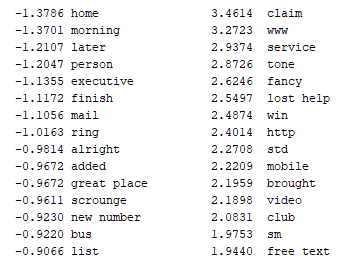 -1.3786 home 3.4614 claim
-1.3701 morning 3.2723 www
-1.2107 later 2.9374 service
-1.2047 person 2.8726 tone
-1.1355 executive 2.6246 fancy
-1.1172 finish 2.5497 lost help
-1.1056 mail 2.4874 win
-1.0163 ring 2.4014 http
-0.9814 alright 2.2708 std
-0.9672 added 2.2209 mobile
-0.9672 great place 2.1959 brought
-0.9611 scrounge 2.1898 video
-0.9230 new number 2.0831 club
-0.9220 bus 1.9753 sm
-0.9066 list 1.9440 free text